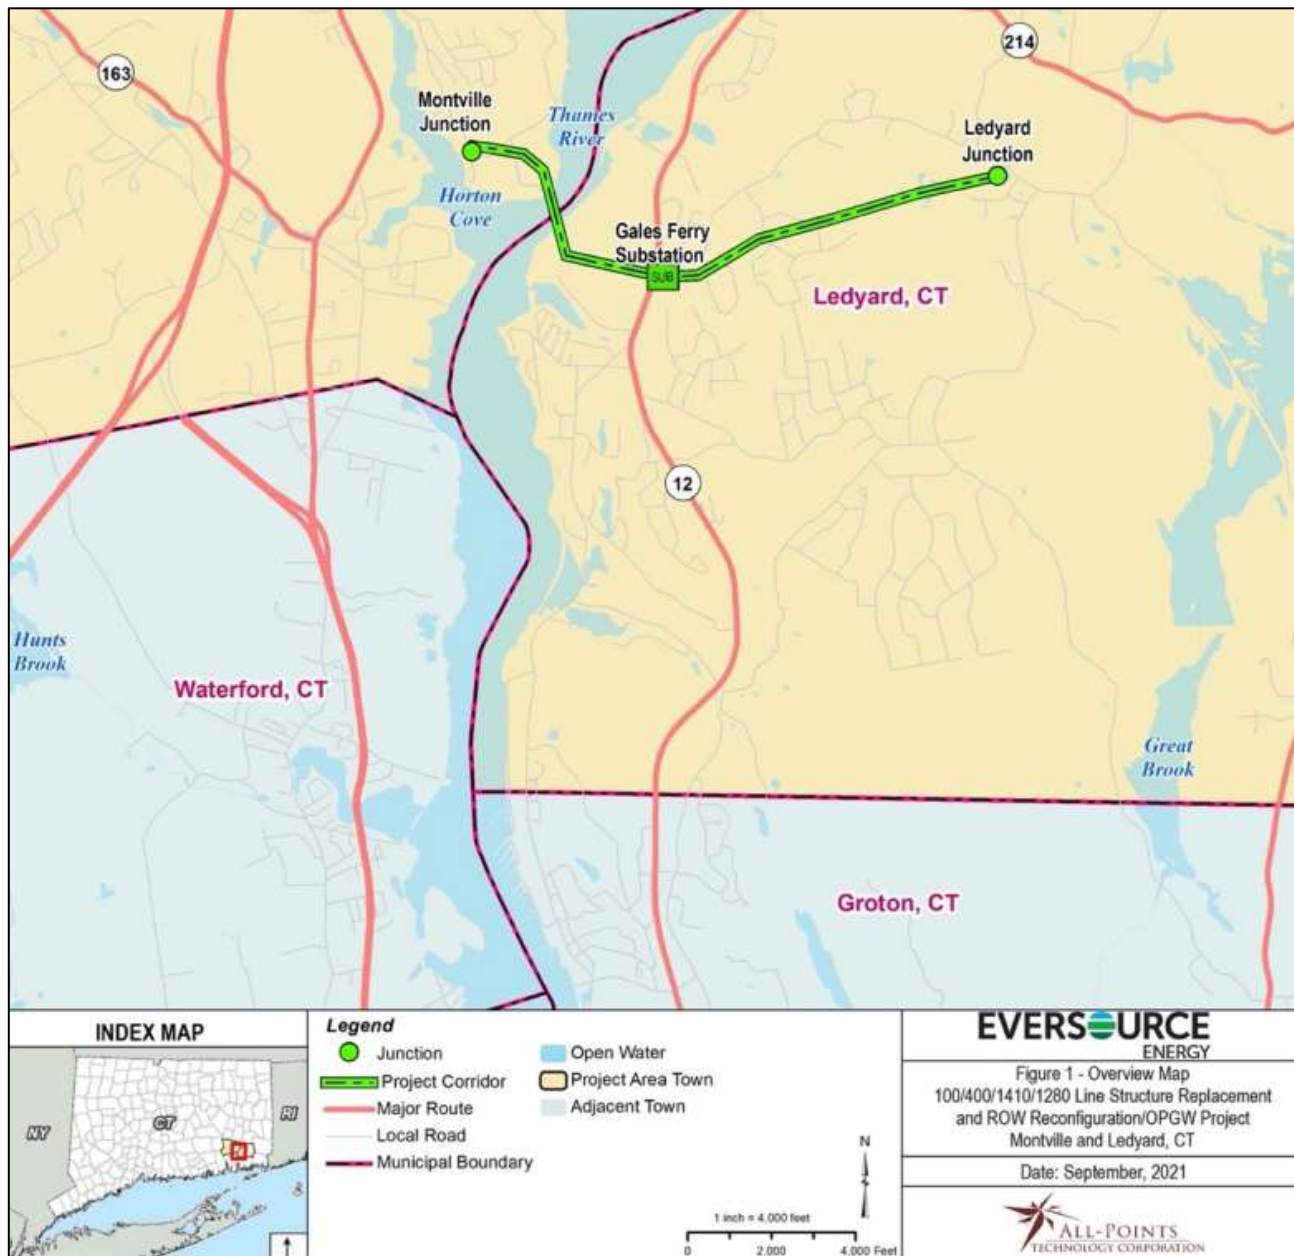 163
214
Montville
Junction
Thames
River
Ledyard
Junction
Horton
Cove
Gales Ferry
Substation
SUB
Ledyard, CT
12
Hunts
Brook
Waterford, CT
Great
Brook
Groton, CT
INDEX MAP
NY
CT
RI
Legend
Junction
Project Corridor
Major Route
Local Road
Municipal Boundary
Open Water
Project Area Town
Adjacent Town
N
1 inch = 4,000 feet
0 2,000 4,000 Feet
EVERSOURCE
ENERGY
Figure 1 - Overview Map
100/400/1410/1280 Line Structure Replacement
and ROW Reconfiguration/OPGW Project
Montville and Ledyard, CT
Date: September, 2021
ALL-POINTS
TECHNOLOGY CORPORATION